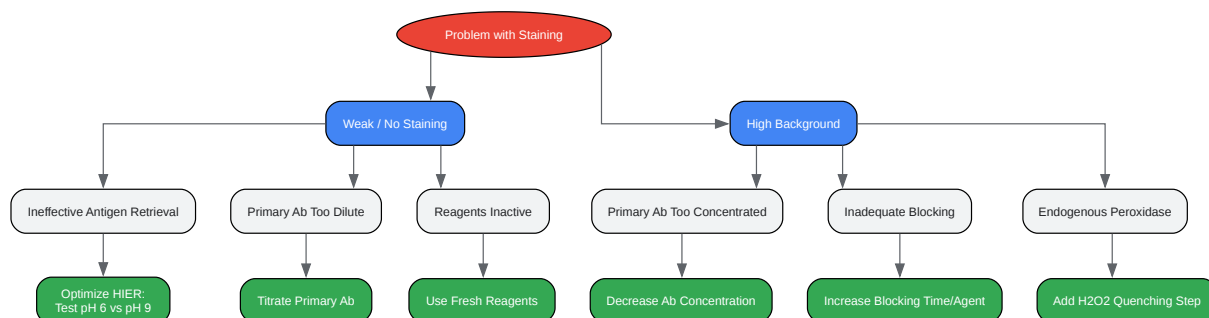 Problem with Staining
Weak / No Staining
High Background
Ineffective Antigen Retrieval
Primary Ab Too Dilute
Reagents Inactive
Primary Ab Too Concentrated
Inadequate Blocking
Endogenous Peroxidase
Optimize HIER:
Test pH 6 vs pH 9
Titrate Primary Ab
Use Fresh Reagents
Decrease Ab Concentration
Increase Blocking Time/Agent
Add H2O2 Quenching Step